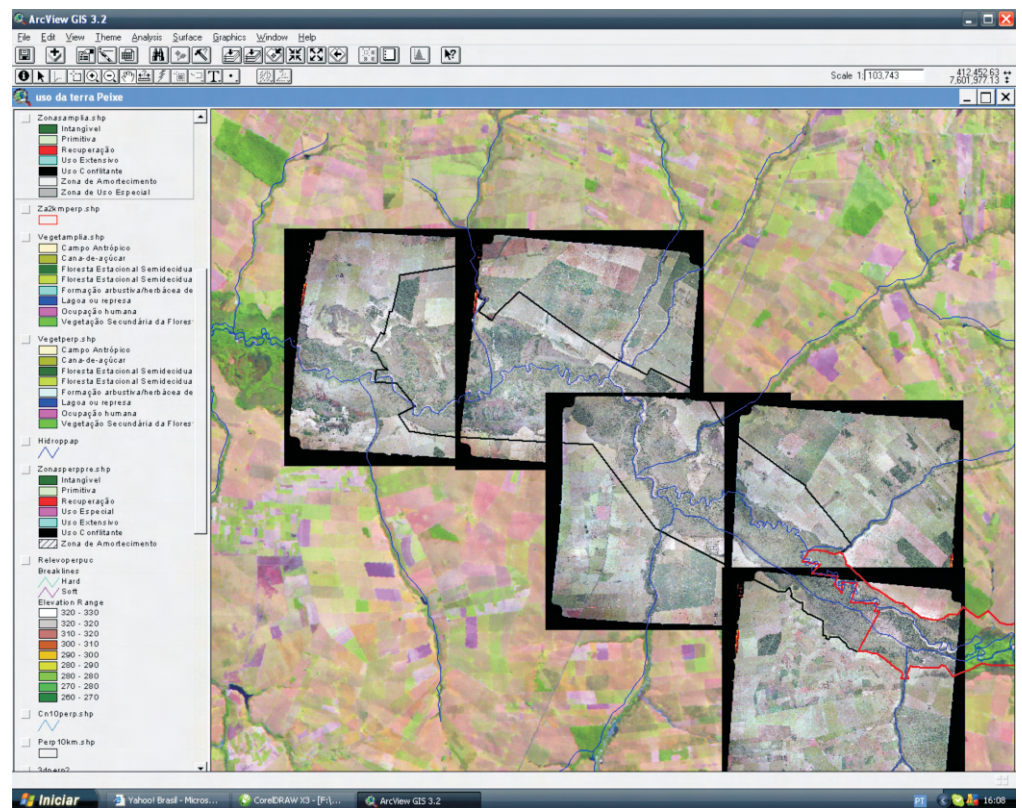 ArcView GIS 3.2
File Edit View Theme Analysis Surface Graphics Window Help
Scale 1: 103,743
412,452.63
7,601,977.13
uso da terra Peixe
Zonasamplia.shp
Intangível
Primitiva
Recuperação
Uso Extensivo
Uso Conflitante
Zona de Amortecimento
Zona de Uso Especial
Za2kmperp.shp
Vegetamplia.shp
Campo Antrópico
Cana-de-açúcar
Floresta Estacional Semidecidua
Floresta Estacional Semidecidua
Formação arbustiva/herbácea de
Lagoa ou represa
Ocupação humana
Vegetação Secundária da Flores
Vegetperp.shp
Campo Antrópico
Cana-de-açúcar
Floresta Estacional Semidecidua
Floresta Estacional Semidecidua
Formação arbustiva/herbácea de
Lagoa ou represa
Ocupação humana
Vegetação Secundária da Flores
Hidroppap
Zonasperppre.shp
Intangível
Primitiva
Recuperação
Uso Especial
Uso Extensivo
Uso Conflitante
Zona de Amortecimento
Relevoperpuc
Breaklines
Hard
Soft
Elevation Range
320 - 330
320 - 320
310 - 320
300 - 310
290 - 300
280 - 290
280 - 280
270 - 280
260 - 270
Cn10perp.shp
Perp10km.shp
3dperp2
Iniciar
Yahoo! Brasil - Micros...
CorelDRAW X3 - [F:\...
ArcView GIS 3.2
PT
16:08